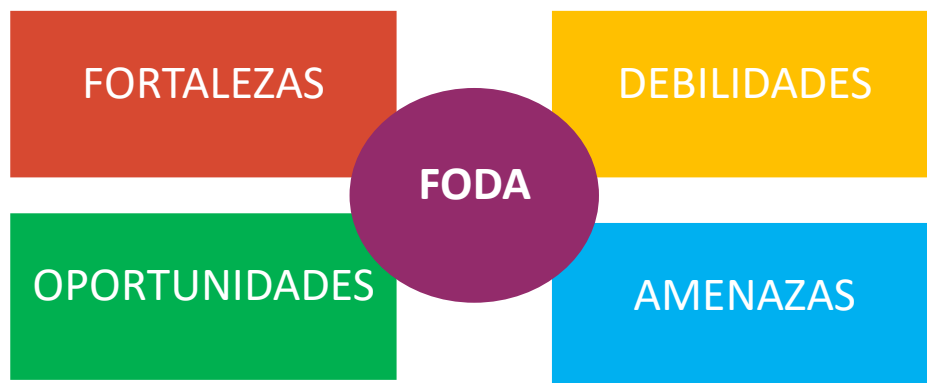 FORTALEZAS
DEBILIDADES
FODA
OPORTUNIDADES
AMENAZAS